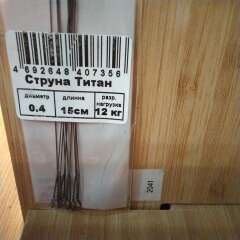 4 692648 407356
Струна Титан
диаметр длинна разр. нагрузка
0.4 15см 12 кг
2041